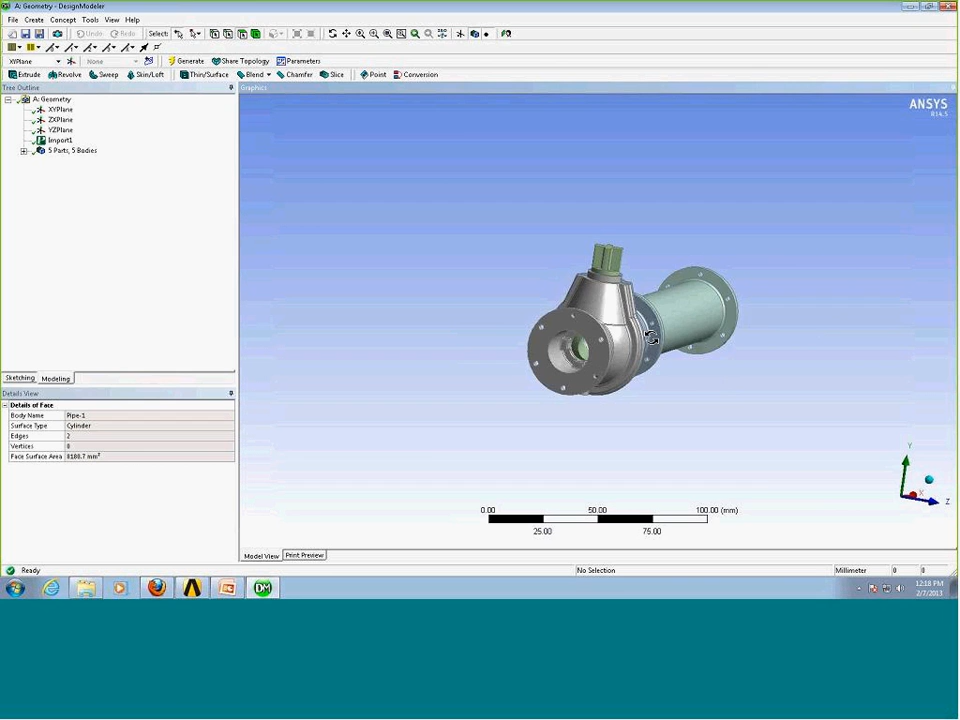 A: Geometry - DesignModeler
File Create Concept Tools View Help
Undo Redo Select:
XYPlane None Generate Share Topology Parameters
Extrude Revolve Sweep Skin/Loft Thin/Surface Blend Chamfer Slice Point Conversion
Tree Outline
A: Geometry
XYPlane
ZXPlane
YZPlane
Import1
5 Parts, 5 Bodies
Sketching Modeling
Details View
Details of Face
Body Name Pipe-1
Surface Type Cylinder
Edges 2
Vertices 0
Face Surface Area 8188.7 mm²
Graphics
ANSYS
R14.5
0.00 50.00 100.00 (mm)
25.00 75.00
Y
X
Z
Model View Print Preview
Ready No Selection Millimeter 0 0
DM
12:18 PM
2/7/2013